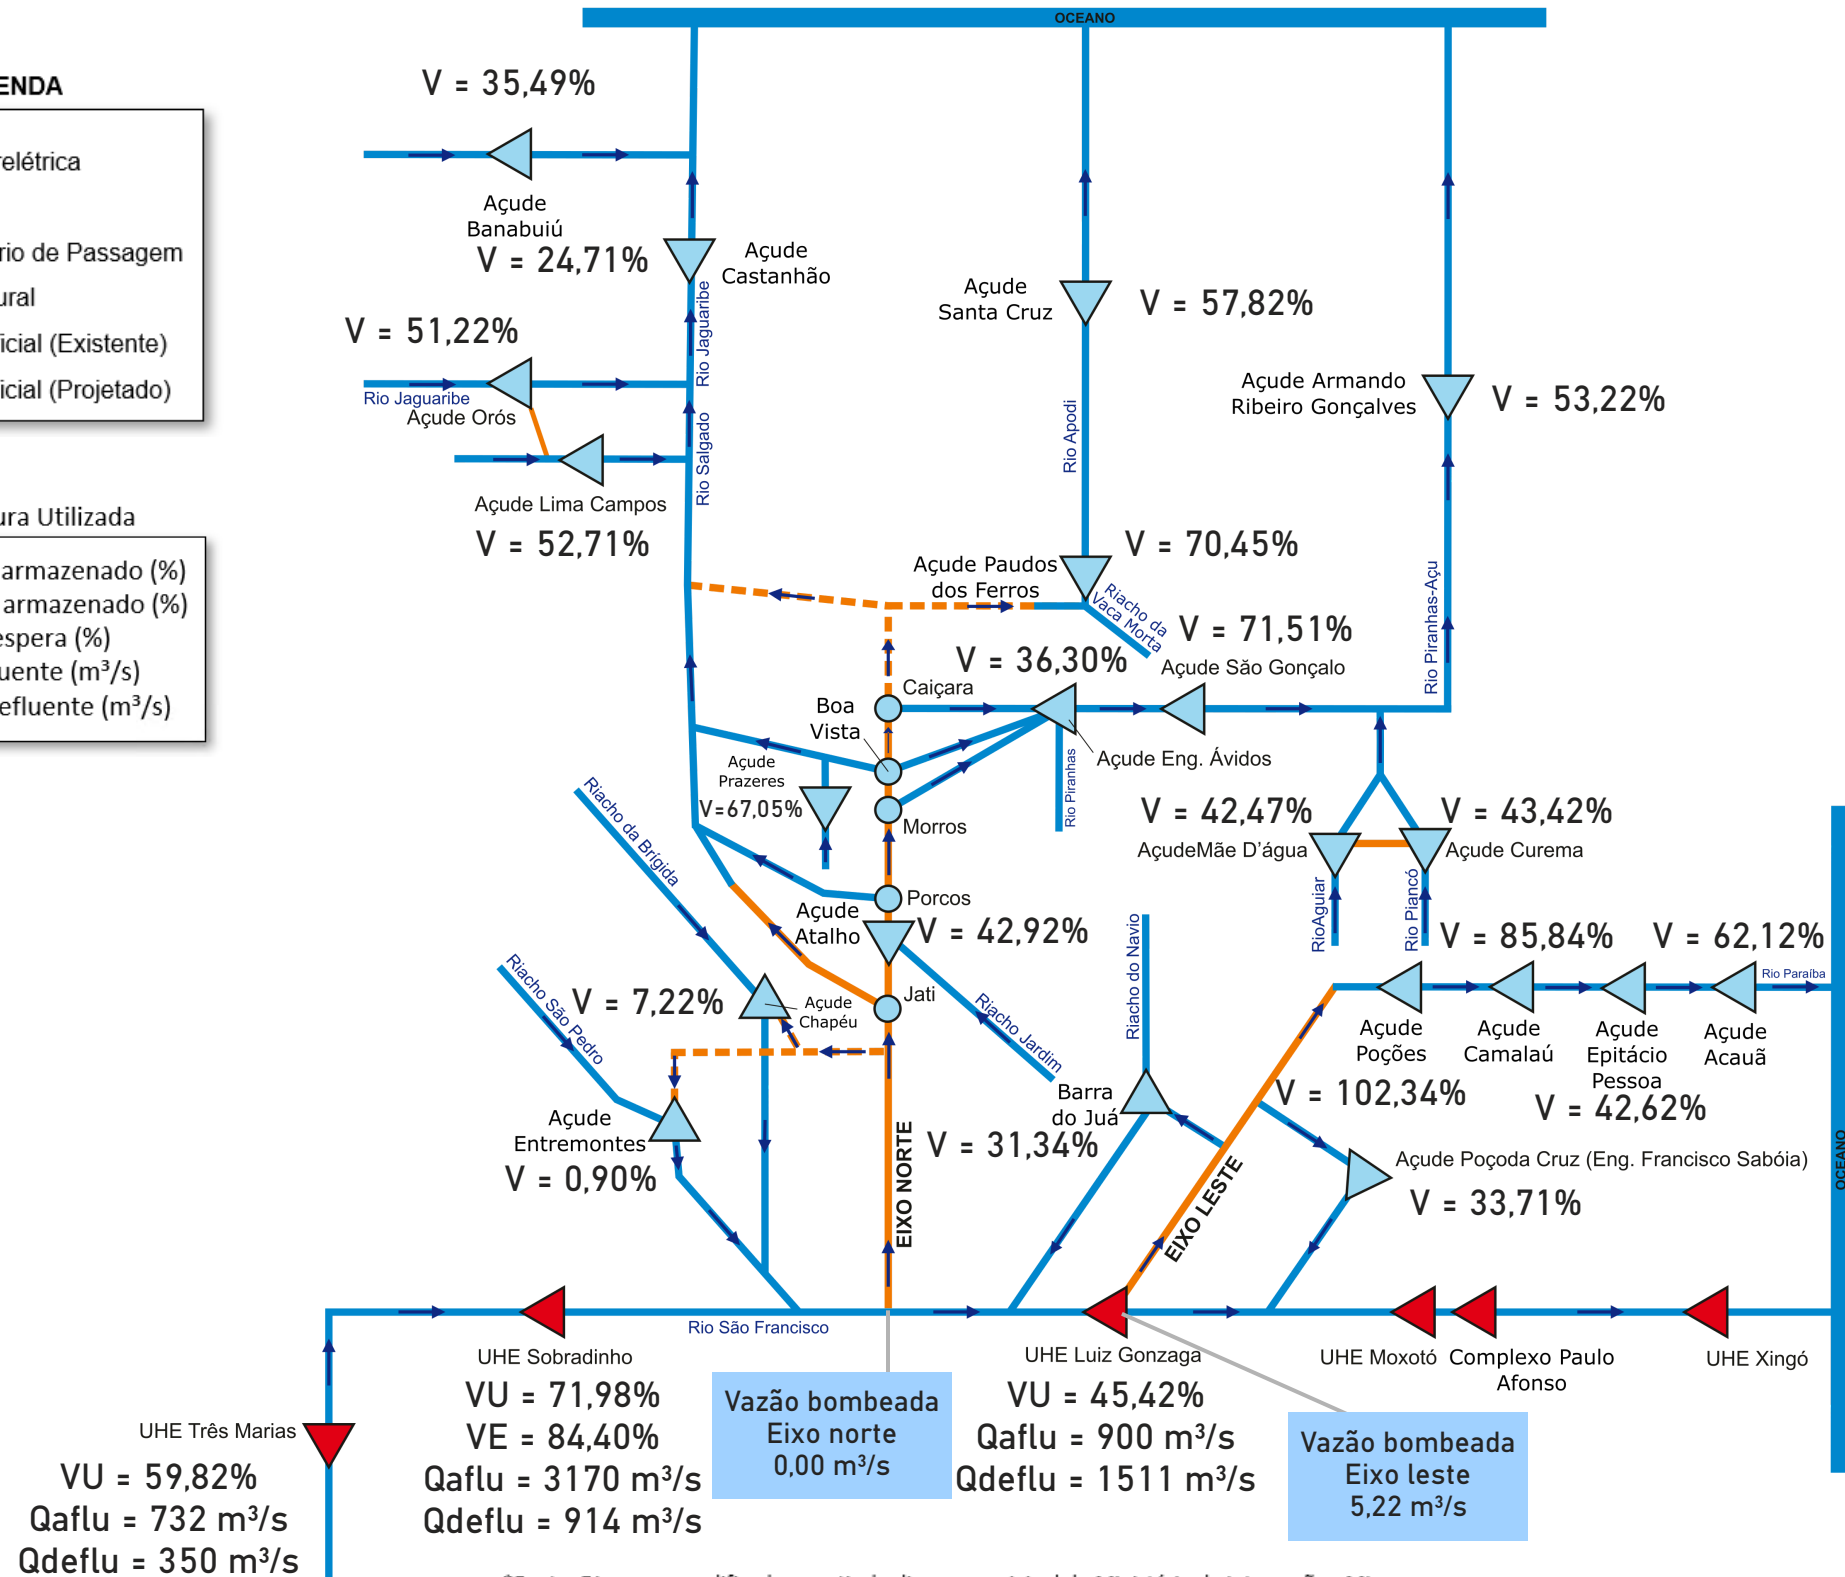 OCEANO
V = 35,49%
ENDA
relétrica
rio de Passagem
ural
icial (Existente)
icial (Projetado)
ura Utilizada
armazenado (%)
armazenado (%)
espera (%)
uente (m³/s)
efluente (m³/s)
Açude
Banabuiú
V = 24,71%
Açude
Castanhão
Rio Jaguaribe
V = 51,22%
Rio Jaguaribe
Açude Orós
Rio Salgado
Açude Lima Campos
V = 52,71%
Açude
Santa Cruz
V = 57,82%
Rio Apodi
Açude Armando
Ribeiro Gonçalves
V = 53,22%
Açude Paudos
dos Ferros
V = 70,45%
Riacho da
Vaca Morta
Rio Piranhas-Açu
V = 71,51%
Açude São Gonçalo
V = 36,30%
Caiçara
Boa
Vista
Açude Eng. Ávidos
Rio Piranhas
Açude
Prazeres
V=67,05%
Morros
Riacho da Brígida
V = 42,47%
AçudeMãe D'água
V = 43,42%
Açude Curema
RioAguiar
Rio Piancó
Porcos
Açude
Atalho
V = 42,92%
Riacho Jardim
Jati
Riacho São Pedro
V = 7,22%
Açude
Chapéu
Riacho do Navio
V = 85,84%
V = 62,12%
Rio Paraíba
Açude
Poções
Açude
Camalaú
Açude
Epitácio
Pessoa
Açude
Acauã
V = 102,34%
V = 42,62%
Barra
do Juá
V = 31,34%
Açude
Entremontes
V = 0,90%
EIXO NORTE
EIXO LESTE
Açude Poçoda Cruz (Eng. Francisco Sabóia)
V = 33,71%
OCEANO
Rio São Francisco
UHE Sobradinho
VU = 71,98%
VE = 84,40%
Qaflu = 3170 m³/s
Qdeflu = 914 m³/s
Vazão bombeada
Eixo norte
0,00 m³/s
UHE Luiz Gonzaga
VU = 45,42%
Qaflu = 900 m³/s
Qdeflu = 1511 m³/s
Vazão bombeada
Eixo leste
5,22 m³/s
UHE Moxotó
Complexo Paulo
Afonso
UHE Xingó
UHE Três Marias
VU = 59,82%
Qaflu = 732 m³/s
Qdeflu = 350 m³/s